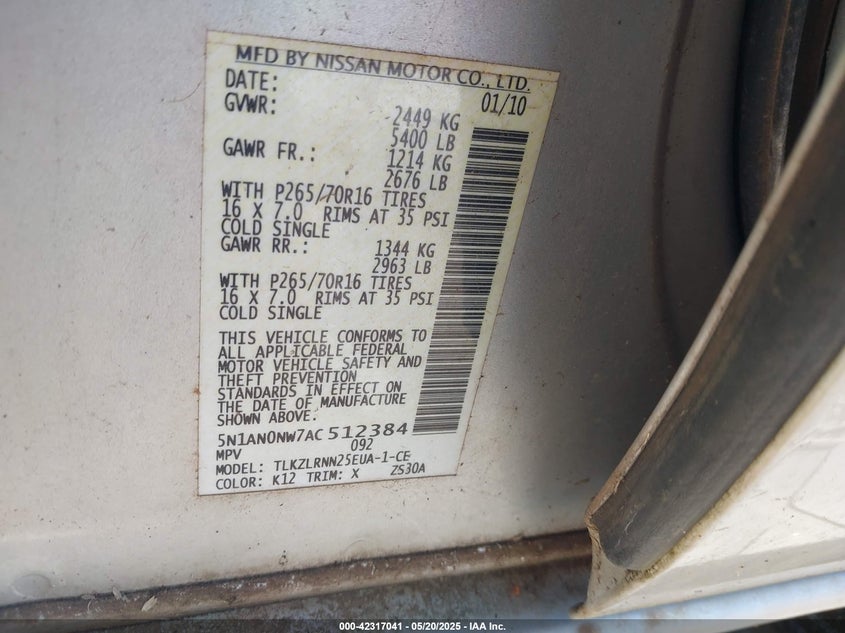 MFD BY NISSAN MOTOR CO., LTD.
DATE: 01/10
GVWR: 2449 KG
5400 LB
GAWR FR.: 1214 KG
2676 LB
WITH P265/70R16 TIRES
16 X 7.0 RIMS AT 35 PSI
COLD SINGLE
GAWR RR.: 1344 KG
2963 LB
WITH P265/70R16 TIRES
16 X 7.0 RIMS AT 35 PSI
COLD SINGLE
THIS VEHICLE CONFORMS TO
ALL APPLICABLE FEDERAL
MOTOR VEHICLE SAFETY AND
THEFT PREVENTION
STANDARDS IN EFFECT ON
THE DATE OF MANUFACTURE
SHOWN ABOVE.
5N1AN0NW7AC512384
MPV 092
MODEL: TLKZLRNN25EUA-1-CE
COLOR: K12 TRIM: X ZS30A
000-42317041 - 05/20/2025 - IAA Inc.